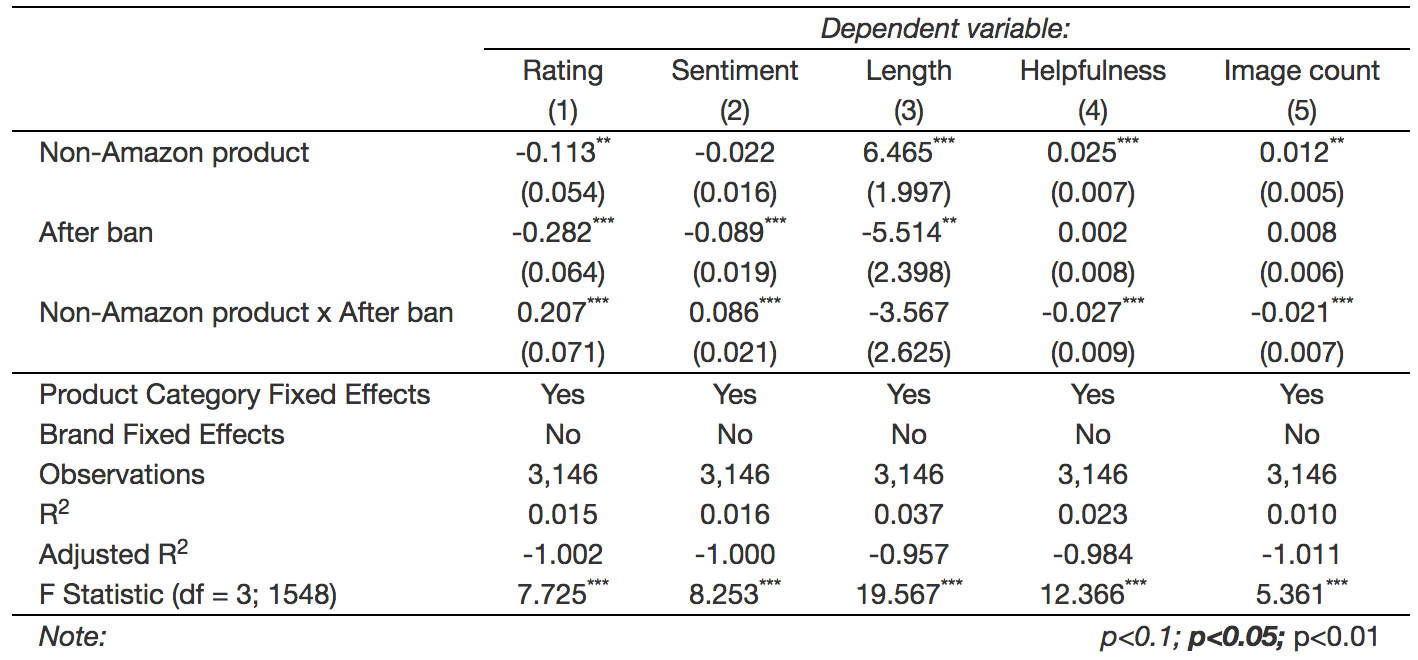 Dependent variable:
Rating Sentiment Length Helpfulness Image count
(1) (2) (3) (4) (5)
Non-Amazon product -0.113** -0.022 6.465*** 0.025*** 0.012**
(0.054) (0.016) (1.997) (0.007) (0.005)
After ban -0.282*** -0.089*** -5.514** 0.002 0.008
(0.064) (0.019) (2.398) (0.008) (0.006)
Non-Amazon product x After ban 0.207*** 0.086*** -3.567 -0.027*** -0.021***
(0.071) (0.021) (2.625) (0.009) (0.007)
Product Category Fixed Effects Yes Yes Yes Yes Yes
Brand Fixed Effects No No No No No
Observations 3,146 3,146 3,146 3,146 3,146
R2 0.015 0.016 0.037 0.023 0.010
Adjusted R2 -1.002 -1.000 -0.957 -0.984 -1.011
F Statistic (df = 3; 1548) 7.725*** 8.253*** 19.567*** 12.366*** 5.361***
Note: p<0.1; p<0.05; p<0.01